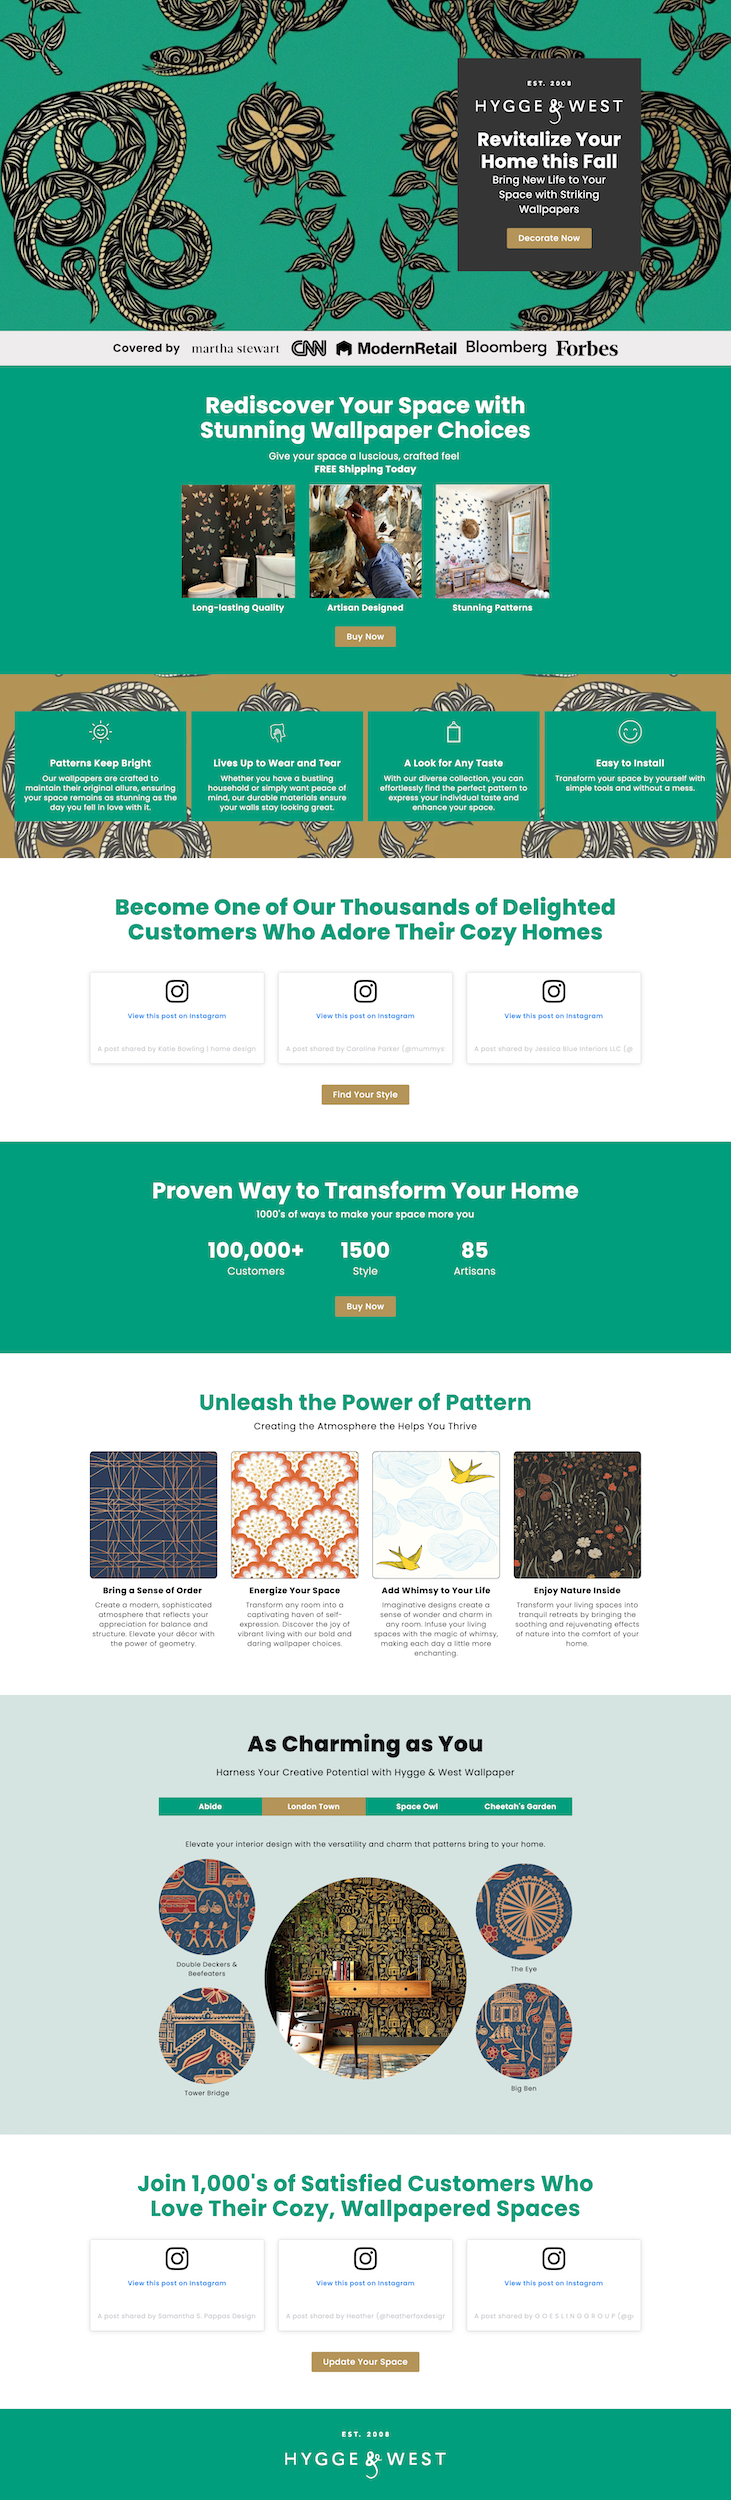 EST. 2008
HYGGE & WEST
Revitalize Your
Home this Fall
Bring New Life to Your
Space with Striking
Wallpapers
Decorate Now
Covered by martha stewart CNN ModernRetail Bloomberg Forbes
Rediscover Your Space with
Stunning Wallpaper Choices
Give your space a luscious, crafted feel
FREE Shipping Today
Long-lasting Quality
Artisan Designed
Stunning Patterns
Buy Now
Patterns Keep Bright
Our wallpapers are crafted to
maintain their original allure, ensuring
your space remains as stunning as the
day you fell in love with it.
Lives Up to Wear and Tear
Whether you have a bustling
household or simply want peace of
mind, our durable materials ensure
your walls stay looking great.
A Look for Any Taste
With our diverse collection, you can
effortlessly find the perfect pattern to
express your individual taste and
enhance your space.
Easy to Install
Transform your space by yourself with
simple tools and without a mess.
Become One of Our Thousands of Delighted
Customers Who Adore Their Cozy Homes
View this post on Instagram
A post shared by Katie Bowling | home design
View this post on Instagram
A post shared by Caroline Parker (@mummys
View this post on Instagram
A post shared by Jessica Blue Interiors LLC (@
Find Your Style
Proven Way to Transform Your Home
1000's of ways to make your space more you
100,000+
Customers
1500
Style
85
Artisans
Buy Now
Unleash the Power of Pattern
Creating the Atmosphere the Helps You Thrive
Bring a Sense of Order
Create a modern, sophisticated
atmosphere that reflects your
appreciation for balance and
structure. Elevate your décor with
the power of geometry.
Energize Your Space
Transform any room into a
captivating haven of self-
expression. Discover the joy of
vibrant living with our bold and
daring wallpaper choices.
Add Whimsy to Your Life
Imaginative designs create a
sense of wonder and charm in
any room. Infuse your living
spaces with the magic of whimsy,
making each day a little more
enchanting.
Enjoy Nature Inside
Transform your living spaces into
tranquil retreats by bringing the
soothing and rejuvenating effects
of nature into the comfort of your
home.
As Charming as You
Harness Your Creative Potential with Hygge & West Wallpaper
Abide London Town Space Owl Cheetah's Garden
Elevate your interior design with the versatility and charm that patterns bring to your home.
Double Deckers &
Beefeaters
The Eye
Tower Bridge
Big Ben
Join 1,000's of Satisfied Customers Who
Love Their Cozy, Wallpapered Spaces
View this post on Instagram
A post shared by Samantha S. Pappas Design
View this post on Instagram
A post shared by Heather (@heatherfoxdesign
View this post on Instagram
A post shared by G O E S L I N D G R O U P (@g
Update Your Space
EST. 2008
HYGGE & WEST